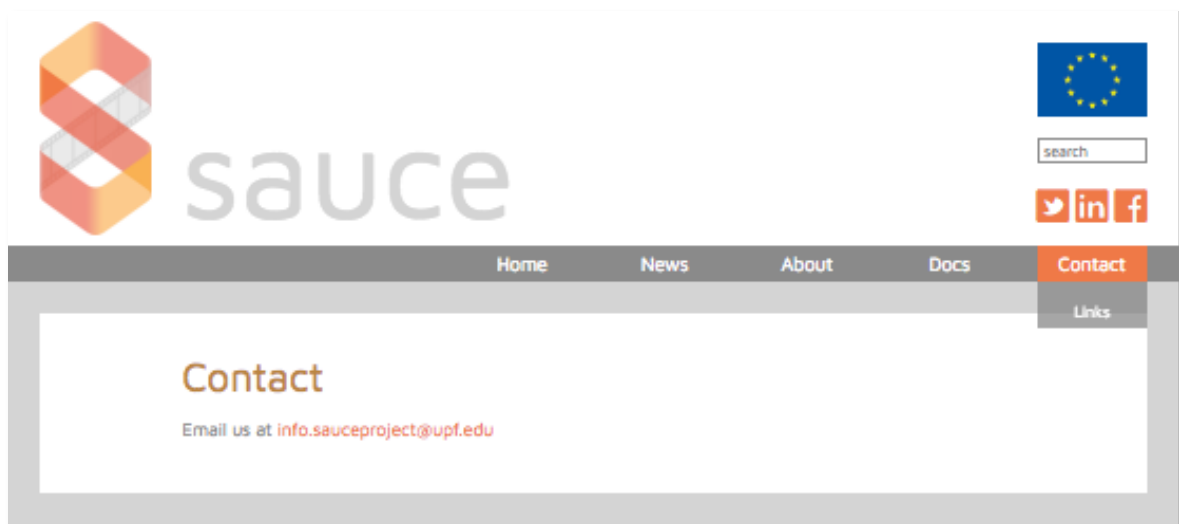 sauce
search
Home News About Docs Contact
Links
Contact
Email us at info.sauceproject@upf.edu